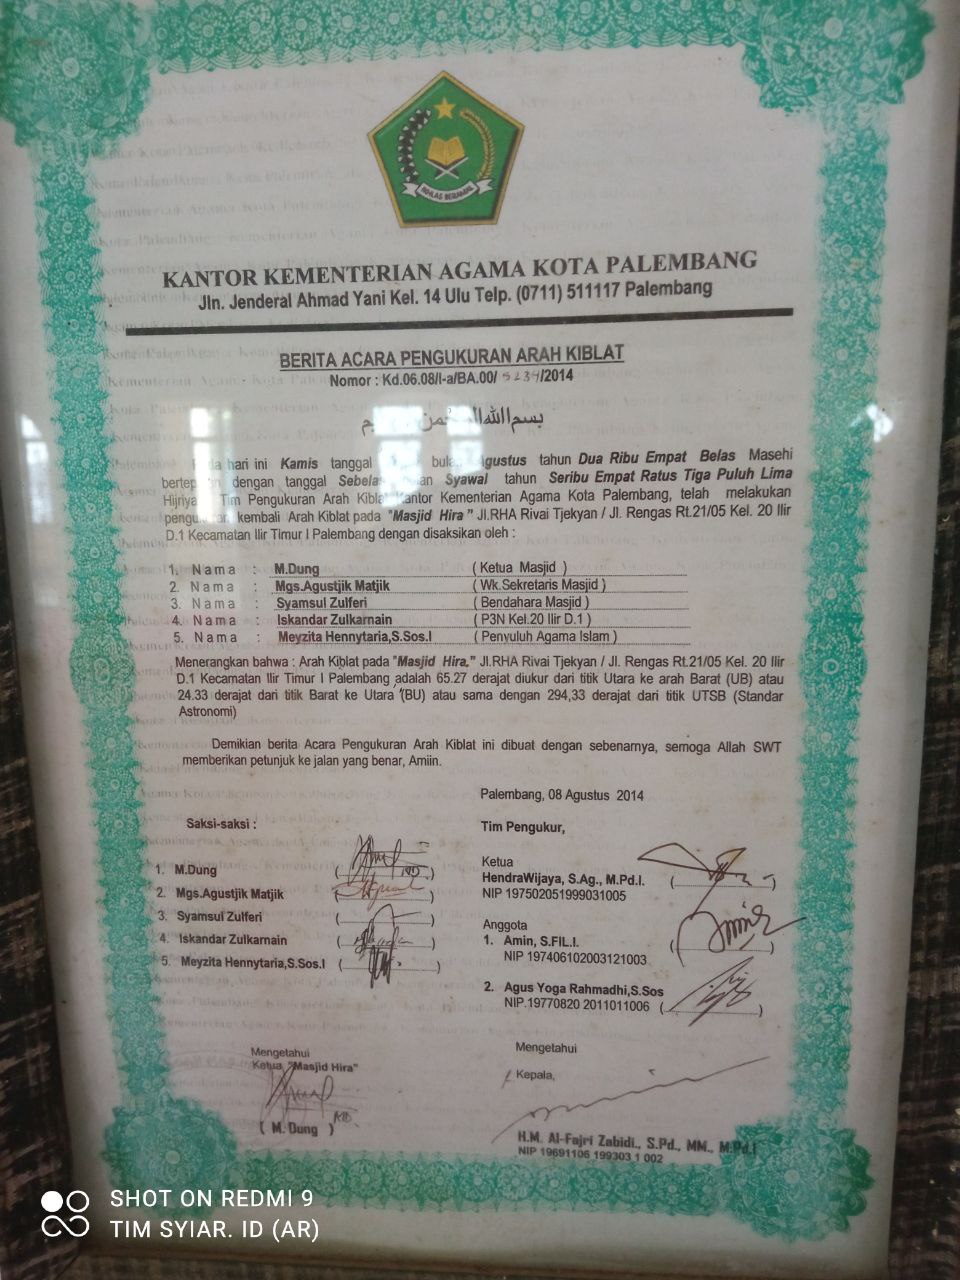 IKHLAS BERAMAL
KANTOR KEMENTERIAN AGAMA KOTA PALEMBANG
Jln. Jenderal Ahmad Yani Kel. 14 Ulu Telp. (0711) 511117 Palembang
BERITA ACARA PENGUKURAN ARAH KIBLAT
Nomor : Kd.06.08/I-a/BA.00/ 5234/2014
بسم الله
hari ini Kamis tanggal Agustus tahun Dua Ribu Empat Belas Masehi
dengan tanggal Syawal tahun Seribu Empat Ratus Tiga Puluh Lima
Tim Pengukuran Arah Kiblat Kantor Kementerian Agama Kota Palembang, telah melakukan
kembali Arah Kiblat pada "Masjid Hira" Jl.RHA Rivai Tjekyan / Jl. Rengas Rt.21/05 Kel. 20 Ilir
D.1 Kecamatan Ilir Timur I Palembang dengan disaksikan oleh :
1. Nama : M.Dung ( Ketua Masjid )
2. Nama : Mgs.Agustjik Matjik ( Wk.Sekretaris Masjid )
3. Nama : Syamsul Zulferi ( Bendahara Masjid )
4. Nama : Iskandar Zulkarnain ( P3N Kel.20 Ilir D.1 )
5. Nama : Meyzita Hennytaria,S.Sos.I ( Penyuluh Agama Islam )
Menerangkan bahwa : Arah Kiblat pada "Masjid Hira," Jl.RHA Rivai Tjekyan / Jl. Rengas Rt.21/05 Kel. 20 Ilir
D.1 Kecamatan Ilir Timur I Palembang adalah 65.27 derajat diukur dari titik Utara ke arah Barat (UB) atau
24.33 derajat dari titik Barat ke Utara (BU) atau sama dengan 294,33 derajat dari titik UTSB (Standar
Astronomi)
Demikian berita Acara Pengukuran Arah Kiblat ini dibuat dengan sebenarnya, semoga Allah SWT
memberikan petunjuk ke jalan yang benar, Amiin.
Palembang, 08 Agustus 2014
Saksi-saksi :
1. M.Dung
2. Mgs.Agustjik Matjik
3. Syamsul Zulferi
4. Iskandar Zulkarnain
5. Meyzita Hennytaria,S.Sos.I
Tim Pengukur,
Ketua
HendraWijaya, S.Ag., M.Pd.I.
NIP 197502051999031005
Anggota
1. Amin, S.FIL.I.
NIP 197406102003121003
2. Agus Yoga Rahmadhi,S.Sos
NIP.19770820 2011011006
Mengetahui
Ketua "Masjid Hira"
( M. Dung )
Mengetahui
Kepala,
H.M. Al-Fajri Zabidi., S.Pd., MM., M.Pd.I
NIP 19691106 199303 1 002
SHOT ON REDMI 9
TIM SYIAR. ID (AR)